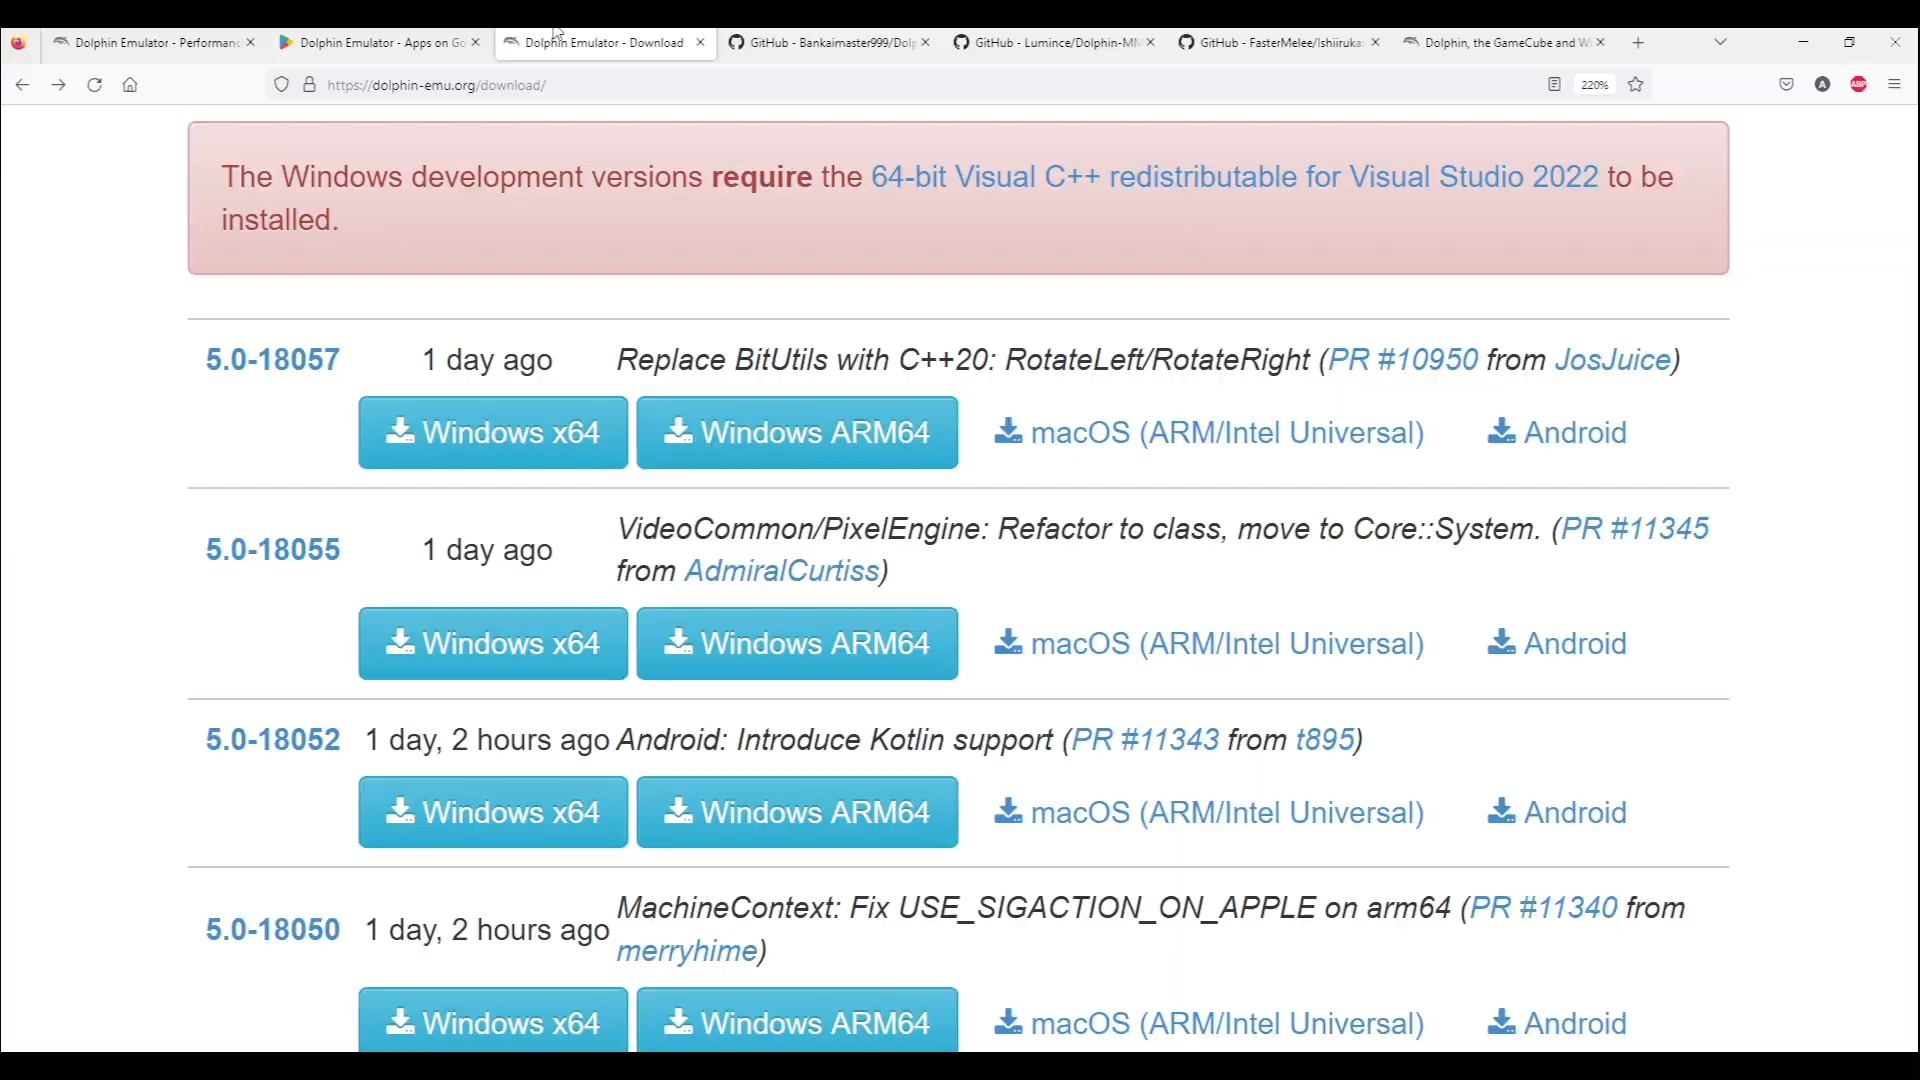 Dolphin Emulator - Performanc
Dolphin Emulator - Apps on Go
Dolphin Emulator - Download
GitHub - Bankaimaster999/Dolp
GitHub - Lumince/Dolphin-MM
GitHub - FasterMelee/Ishiiruka:
Dolphin, the GameCube and Wi
https://dolphin-emu.org/download/
220%
A
ABP
The Windows development versions require the 64-bit Visual C++ redistributable for Visual Studio 2022 to be
installed.
5.0-18057 1 day ago Replace BitUtils with C++20: RotateLeft/RotateRight (PR #10950 from JosJuice)
Windows x64 Windows ARM64 macOS (ARM/Intel Universal) Android
VideoCommon/PixelEngine: Refactor to class, move to Core::System. (PR #11345
5.0-18055 1 day ago
from AdmiralCurtiss)
Windows x64 Windows ARM64 macOS (ARM/Intel Universal) Android
5.0-18052 1 day, 2 hours ago Android: Introduce Kotlin support (PR #11343 from t895)
Windows x64 Windows ARM64 macOS (ARM/Intel Universal) Android
MachineContext: Fix USE_SIGACTION_ON_APPLE on arm64 (PR #11340 from
5.0-18050 1 day, 2 hours ago
merryhime)
Windows x64 Windows ARM64 macOS (ARM/Intel Universal) Android